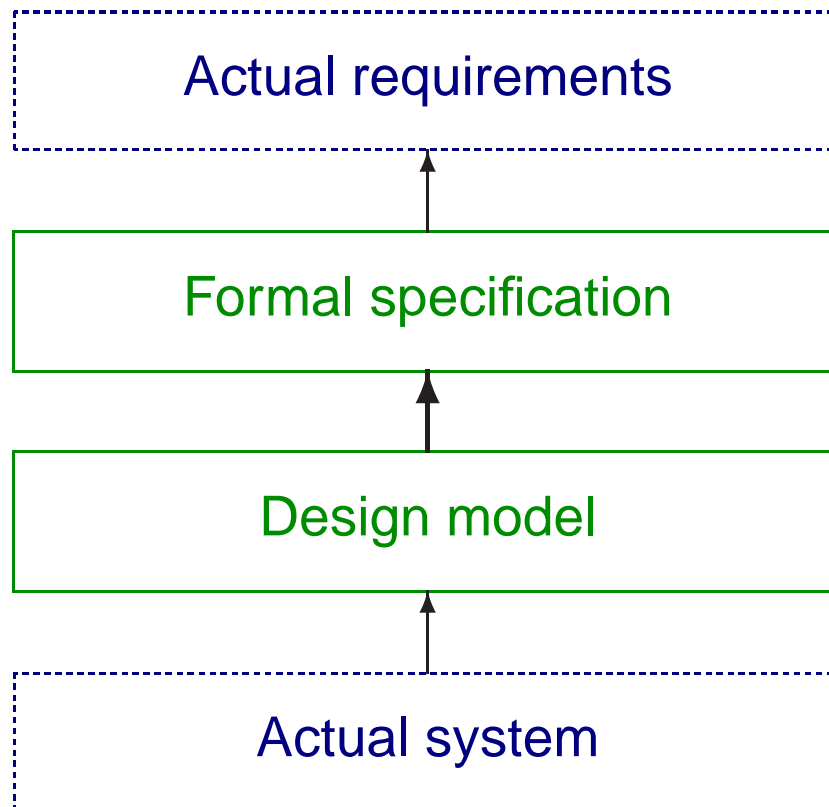 Actual requirements
Formal specification
Design model
Actual system